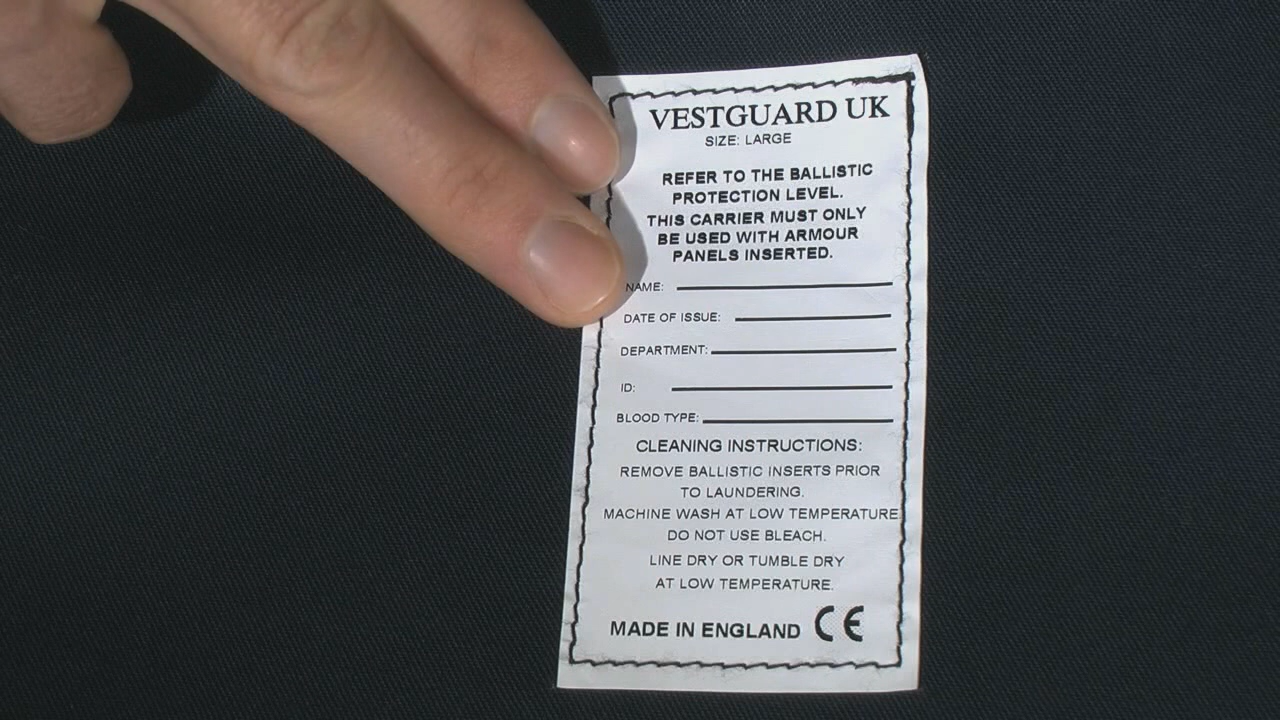 VESTGUARD UK
SIZE: LARGE
REFER TO THE BALLISTIC
PROTECTION LEVEL.
THIS CARRIER MUST ONLY
BE USED WITH ARMOUR
PANELS INSERTED.
NAME:
DATE OF ISSUE:
DEPARTMENT:
ID:
BLOOD TYPE:
CLEANING INSTRUCTIONS:
REMOVE BALLISTIC INSERTS PRIOR
TO LAUNDERING.
MACHINE WASH AT LOW TEMPERATURE
DO NOT USE BLEACH.
LINE DRY OR TUMBLE DRY
AT LOW TEMPERATURE.
MADE IN ENGLAND CE